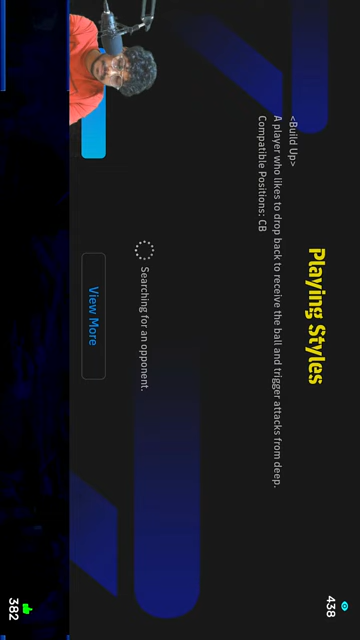 438
Playing Styles
<Build Up>
A player who likes to drop back to receive the ball and trigger attacks from deep.
Compatible Positions: CB
Searching for an opponent.
View More
382